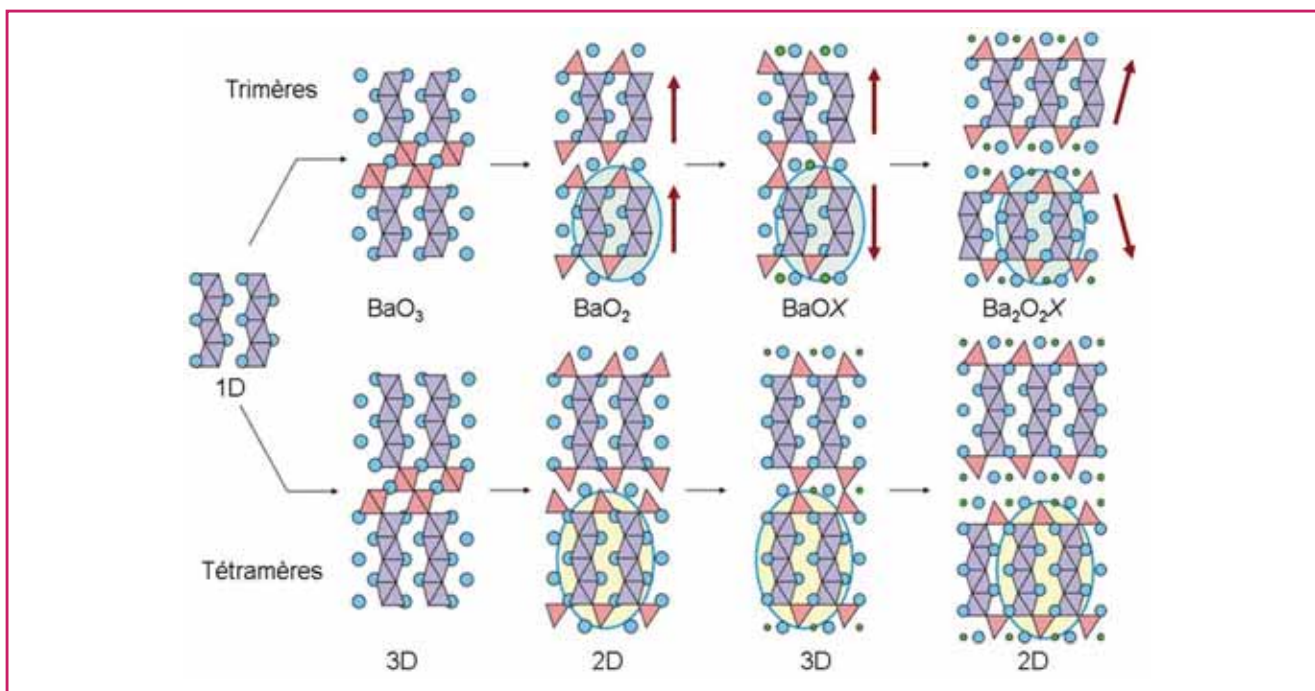 Trimères
BaO₃
BaO₂
BaOX
Ba₂O₂X
1D
Tétramères
3D
2D
3D
2D